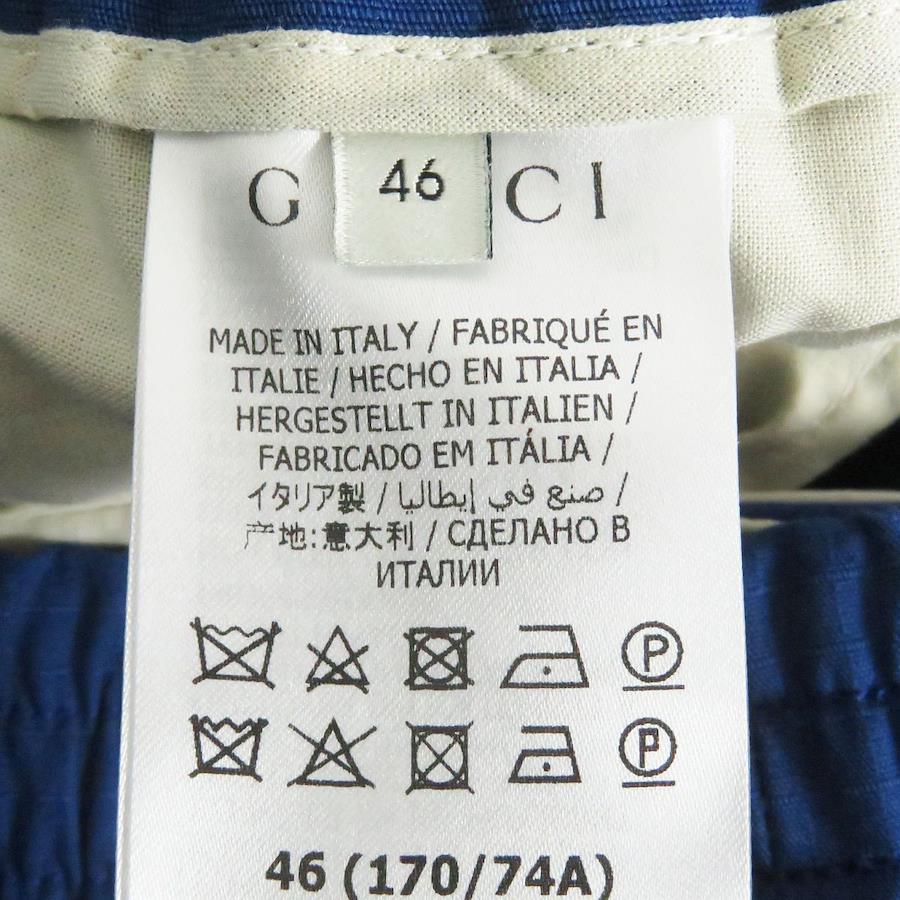 G CI
46
MADE IN ITALY / FABRIQUÉ EN
ITALIE / HECHO EN ITALIA /
HERGESTELLT IN ITALIEN /
FABRICADO EM ITÁLIA /
イタリア製 / صنع في إيطاليا /
产地:意大利 / СДЕЛАНО В
ИТАЛИИ
P
P
46 (170/74A)